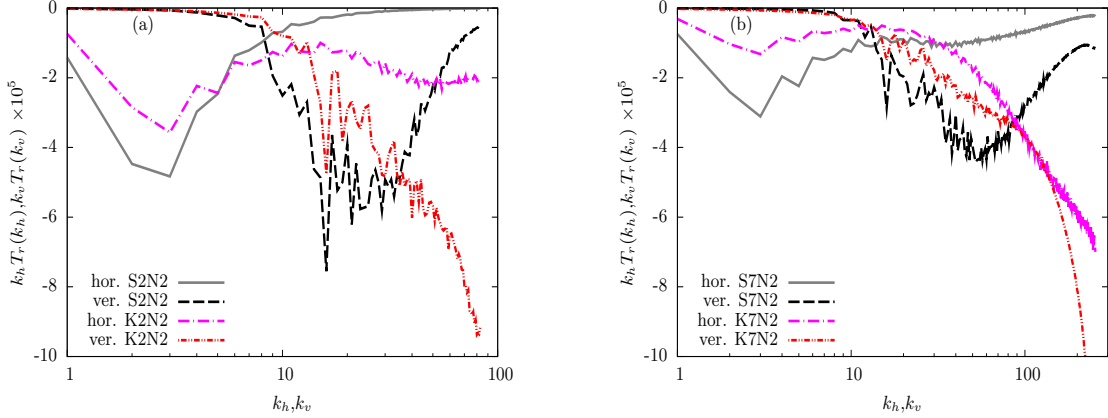 (a)
0
-2
-4
-6
-8
-10
1
10
100
k_h T_r(k_h), k_v T_r(k_v) ×10^5
k_h, k_v
hor. S2N2
ver. S2N2
hor. K2N2
ver. K2N2
(b)
0
-2
-4
-6
-8
-10
1
10
100
k_h T_r(k_h), k_v T_r(k_v) ×10^5
k_h, k_v
hor. S7N2
ver. S7N2
hor. K7N2
ver. K7N2